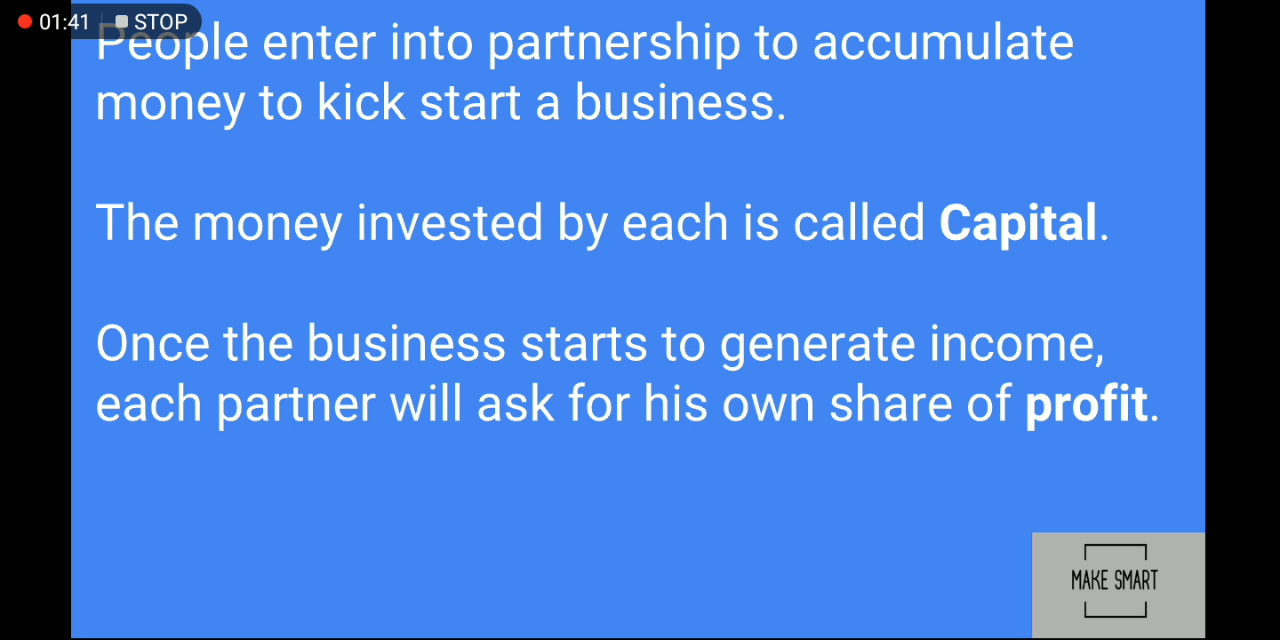 01:41 STOP
People enter into partnership to accumulate
money to kick start a business.
The money invested by each is called Capital.
Once the business starts to generate income,
each partner will ask for his own share of profit.
MAKE SMART